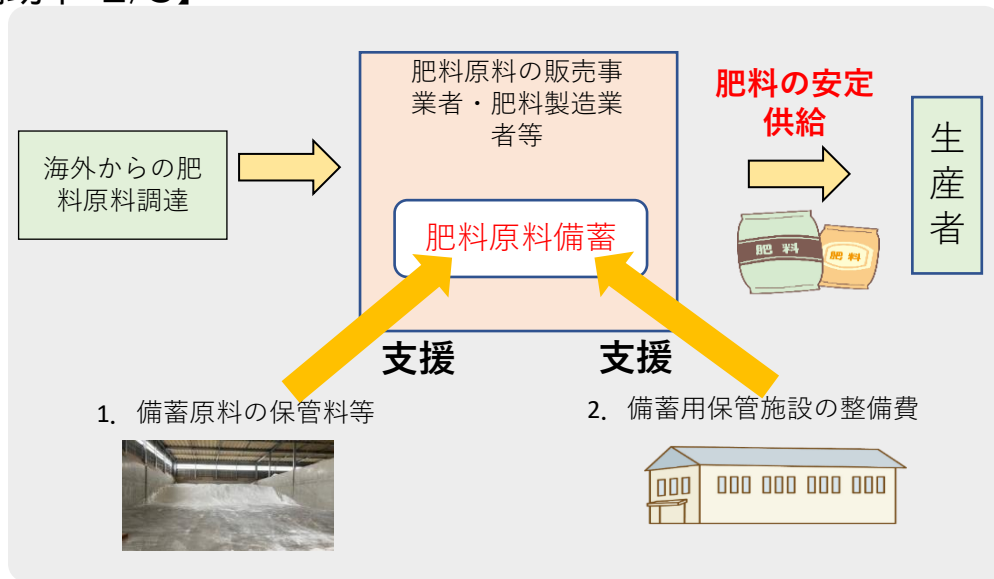 海外からの肥
料原料調達
肥料原料の販売事
業者・肥料製造業
者等
肥料原料備蓄
肥料の安定
供給
肥料
肥料
生
産
者
支援
支援
1. 備蓄原料の保管料等
2. 備蓄用保管施設の整備費